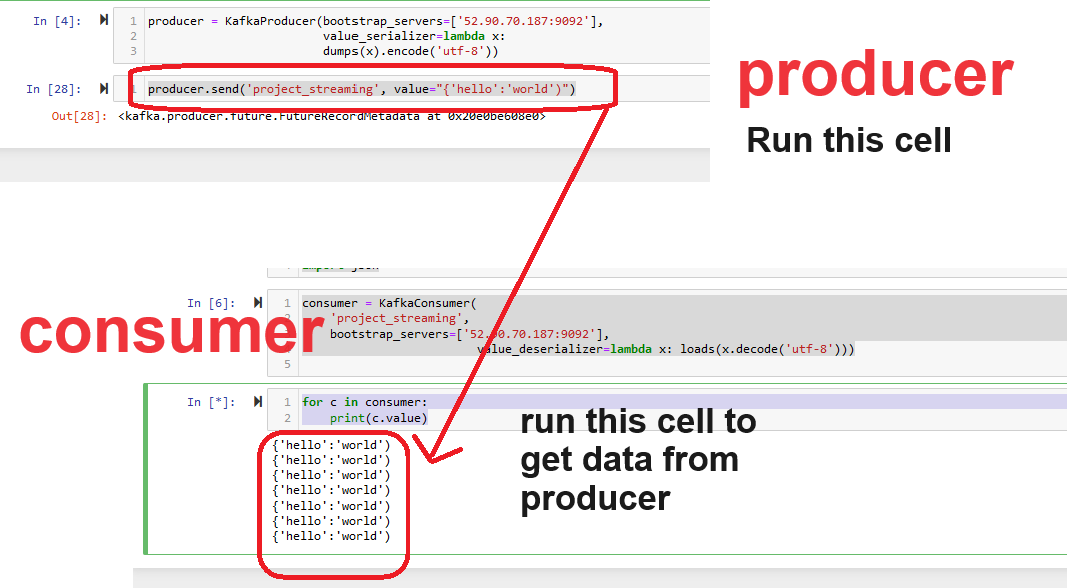 In [4]:
1 producer = KafkaProducer(bootstrap_servers=['52.90.70.187:9092'],
2 value_serializer=lambda x:
3 dumps(x).encode('utf-8'))
producer
In [28]:
1 producer.send('project_streaming', value="{'hello':'world')")
Out[28]: <kafka.producer.future.FutureRecordMetadata at 0x20e0be608e0>
Run this cell
import json
In [6]:
1 consumer = KafkaConsumer(
2 'project_streaming',
bootstrap_servers=['52.90.70.187:9092'],
value_deserializer=lambda x: loads(x.decode('utf-8')))
5
consumer
In [*]:
1 for c in consumer:
2 print(c.value)
run this cell to
get data from
producer
{'hello':'world')
{'hello':'world')
{'hello':'world')
{'hello':'world')
{'hello':'world')
{'hello':'world')
{'hello':'world')